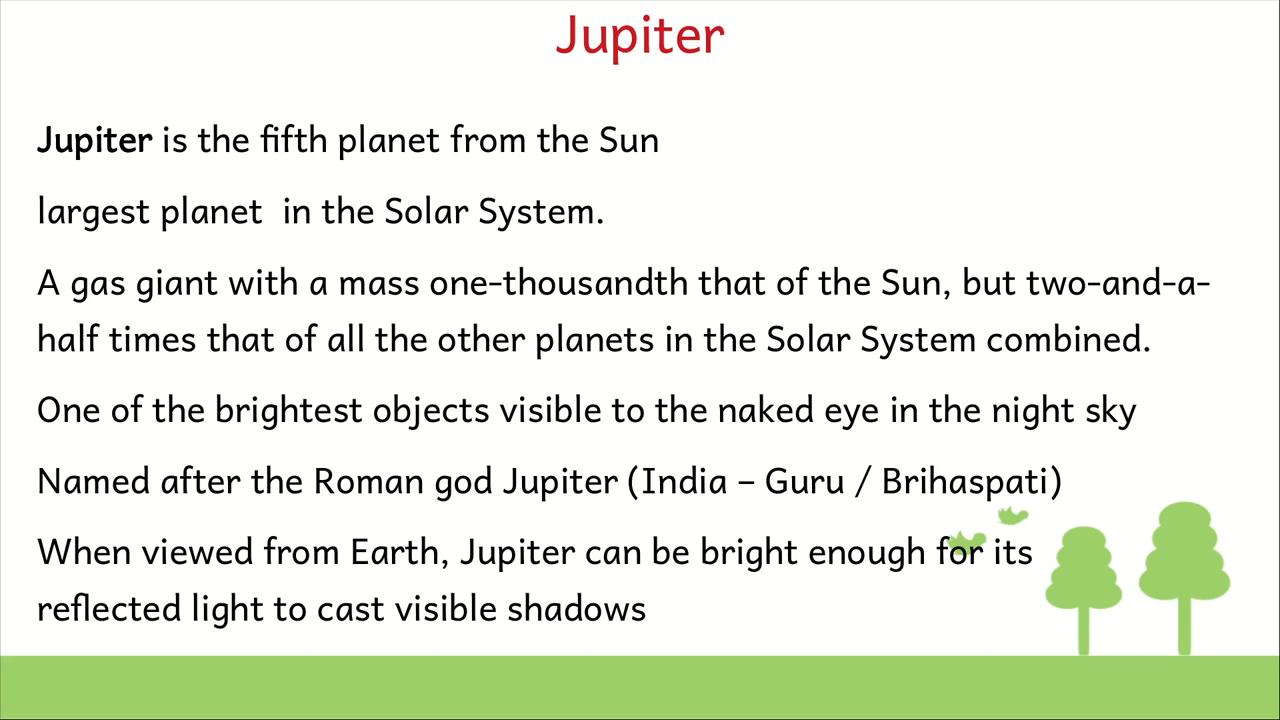 Jupiter
Jupiter is the fifth planet from the Sun
largest planet  in the Solar System.
A gas giant with a mass one-thousandth that of the Sun, but two-and-a-
half times that of all the other planets in the Solar System combined.
One of the brightest objects visible to the naked eye in the night sky
Named after the Roman god Jupiter (India – Guru / Brihaspati)
When viewed from Earth, Jupiter can be bright enough for its
reflected light to cast visible shadows